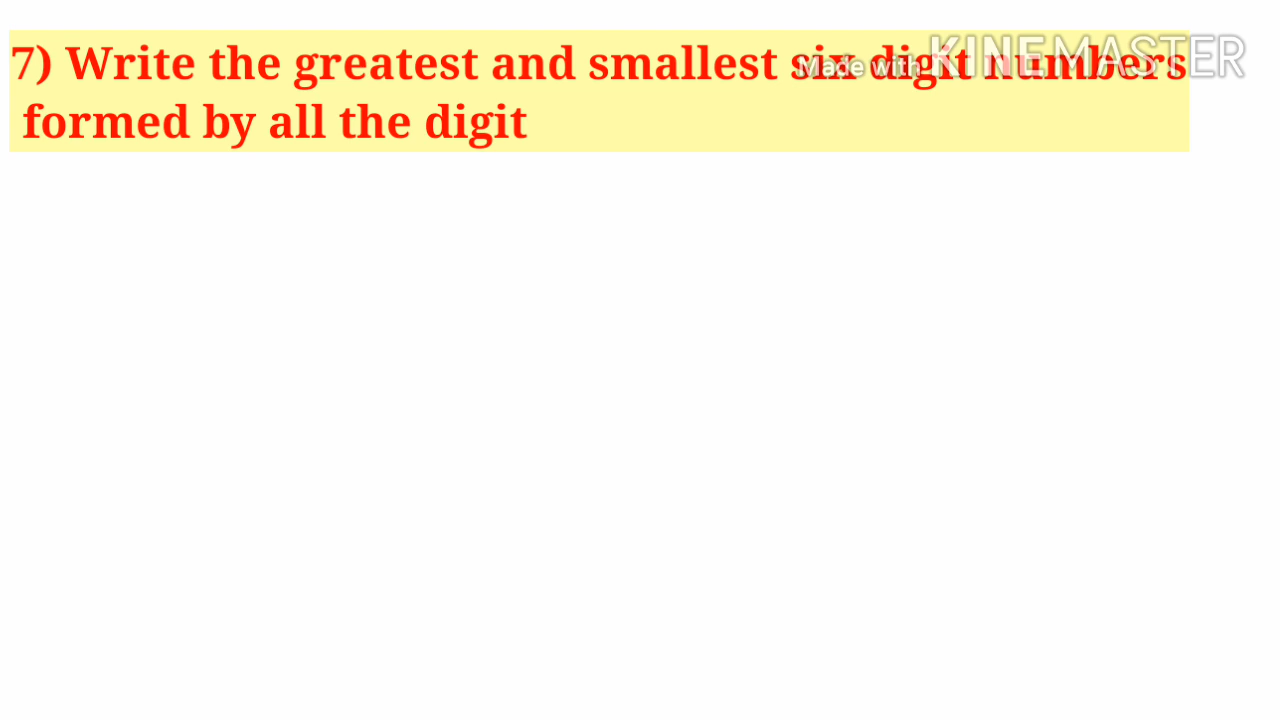 7) Write the greatest and smallest six digit numbers
formed by all the digit
Made with KINEMASTER